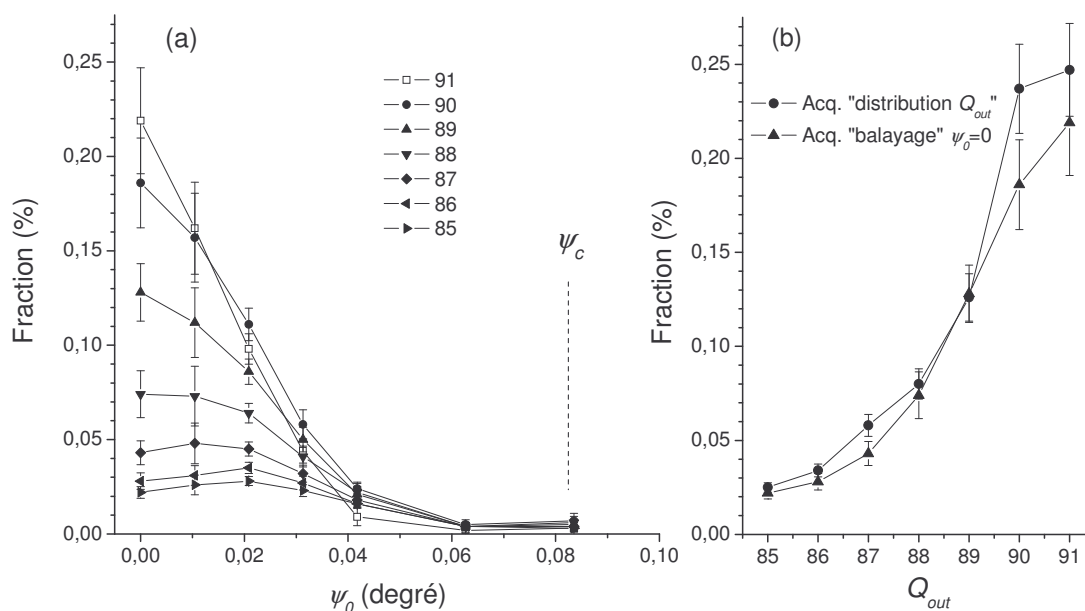 (a)
0,25
0,20
0,15
0,10
0,05
0,00
Fraction (%)
91
90
89
88
87
86
85
ψc
0,00 0,02 0,04 0,06 0,08 0,10
ψ0 (degré)
(b)
0,25
0,20
0,15
0,10
0,05
0,00
Fraction (%)
Acq. "distribution Qout"
Acq. "balayage" ψ0=0
85 86 87 88 89 90 91
Qout